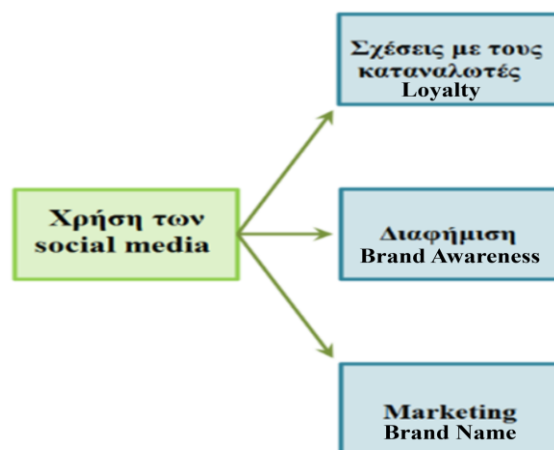 Σχέσεις με τους
καταναλωτές
Loyalty
Χρήση των
social media
Διαφήμιση
Brand Awareness
Marketing
Brand Name